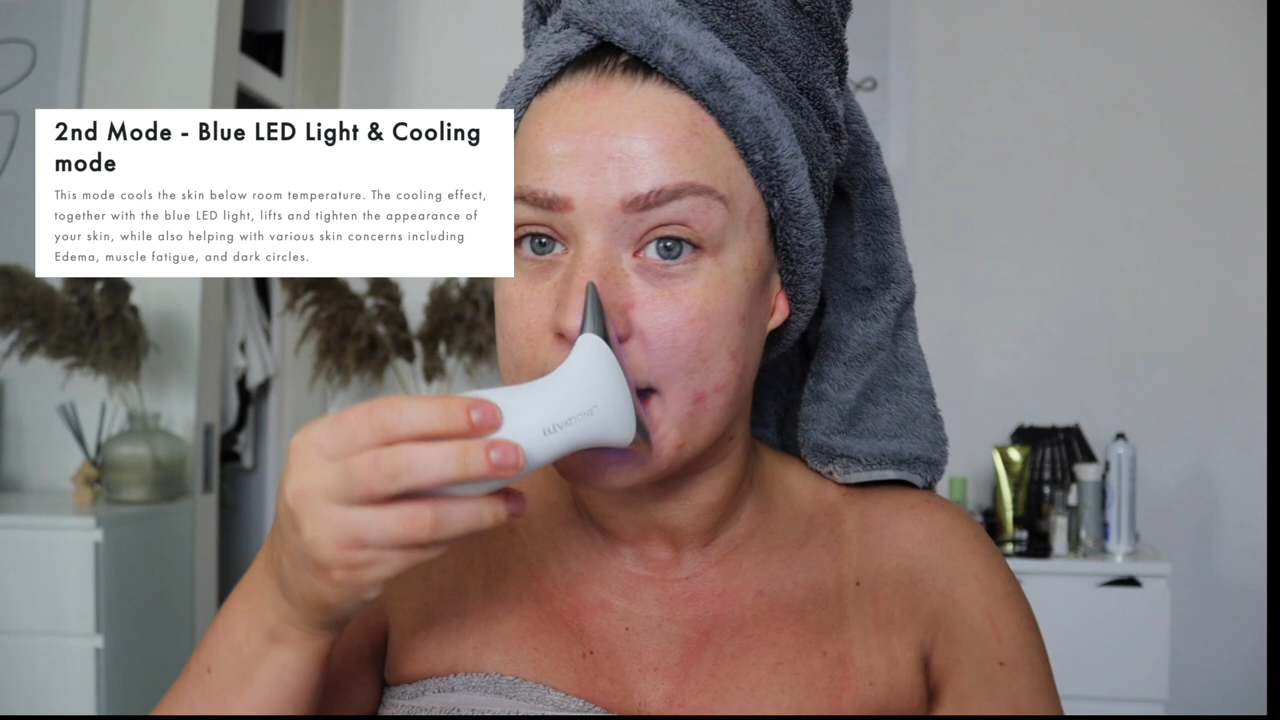 2nd Mode - Blue LED Light & Cooling
mode
This mode cools the skin below room temperature. The cooling effect,
together with the blue LED light, lifts and tighten the appearance of
your skin, while also helping with various skin concerns including
Edema, muscle fatigue, and dark circles.
ELEVATIONE™